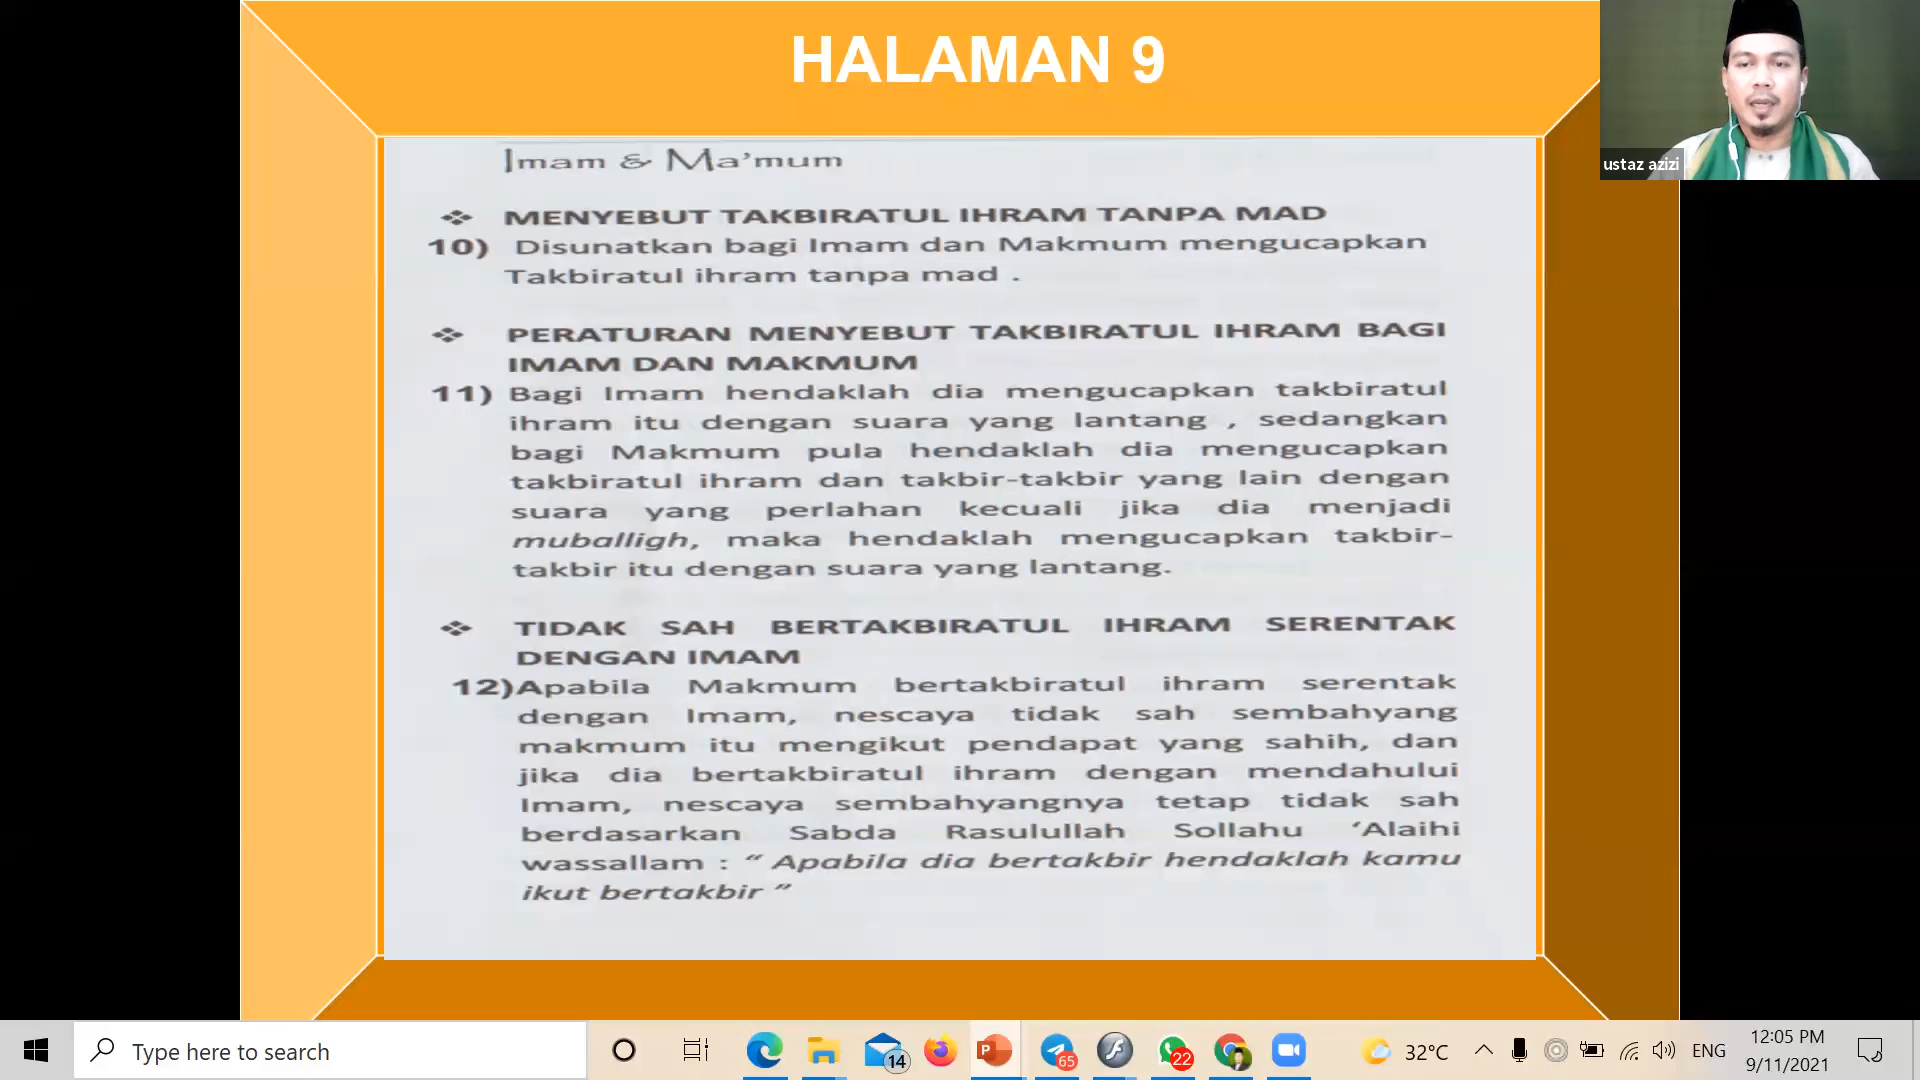 HALAMAN 9
ustaz azizi
Imam & Ma'mum
MENYEBUT TAKBIRATUL IHRAM TANPA MAD
10) Disunatkan bagi Imam dan Makmum mengucapkan
Takbiratul ihram tanpa mad .
PERATURAN MENYEBUT TAKBIRATUL IHRAM BAGI
IMAM DAN MAKMUM
11) Bagi Imam hendaklah dia mengucapkan takbiratul
ihram itu dengan suara yang lantang , sedangkan
bagi Makmum pula hendaklah dia mengucapkan
takbiratul ihram dan takbir-takbir yang lain dengan
suara yang perlahan kecuali jika dia menjadi
muballigh, maka hendaklah mengucapkan takbir-
takbir itu dengan suara yang lantang.
TIDAK SAH BERTAKBIRATUL IHRAM SERENTAK
DENGAN IMAM
12)Apabila Makmum bertakbiratul ihram serentak
dengan Imam, nescaya tidak sah sembahyang
makmum itu mengikut pendapat yang sahih, dan
jika dia bertakbiratul ihram dengan mendahului
Imam, nescaya sembahyangnya tetap tidak sah
berdasarkan Sabda Rasulullah Sollahu ‘Alaihi
wassallam : “ Apabila dia bertakbir hendaklah kamu
ikut bertakbir ”
Type here to search
14
65
22
32°C
ENG
12:05 PM
9/11/2021